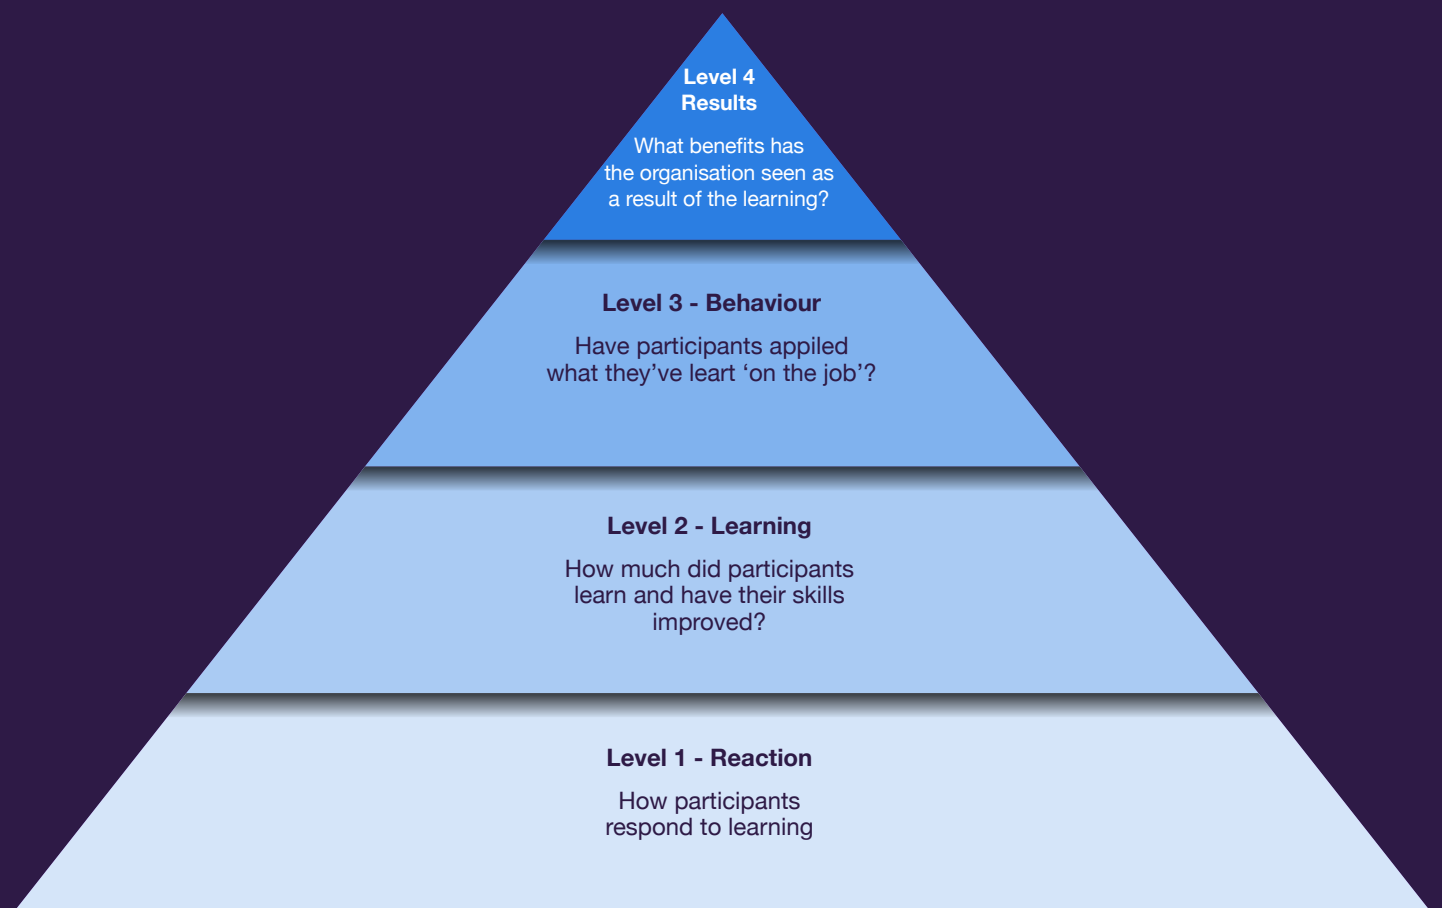 Level 4
Results
What benefits has
the organisation seen as
a result of the learning?
Level 3 - Behaviour
Have participants appiled
what they’ve leart ‘on the job’?
Level 2 - Learning
How much did participants
learn and have their skills
improved?
Level 1 - Reaction
How participants
respond to learning